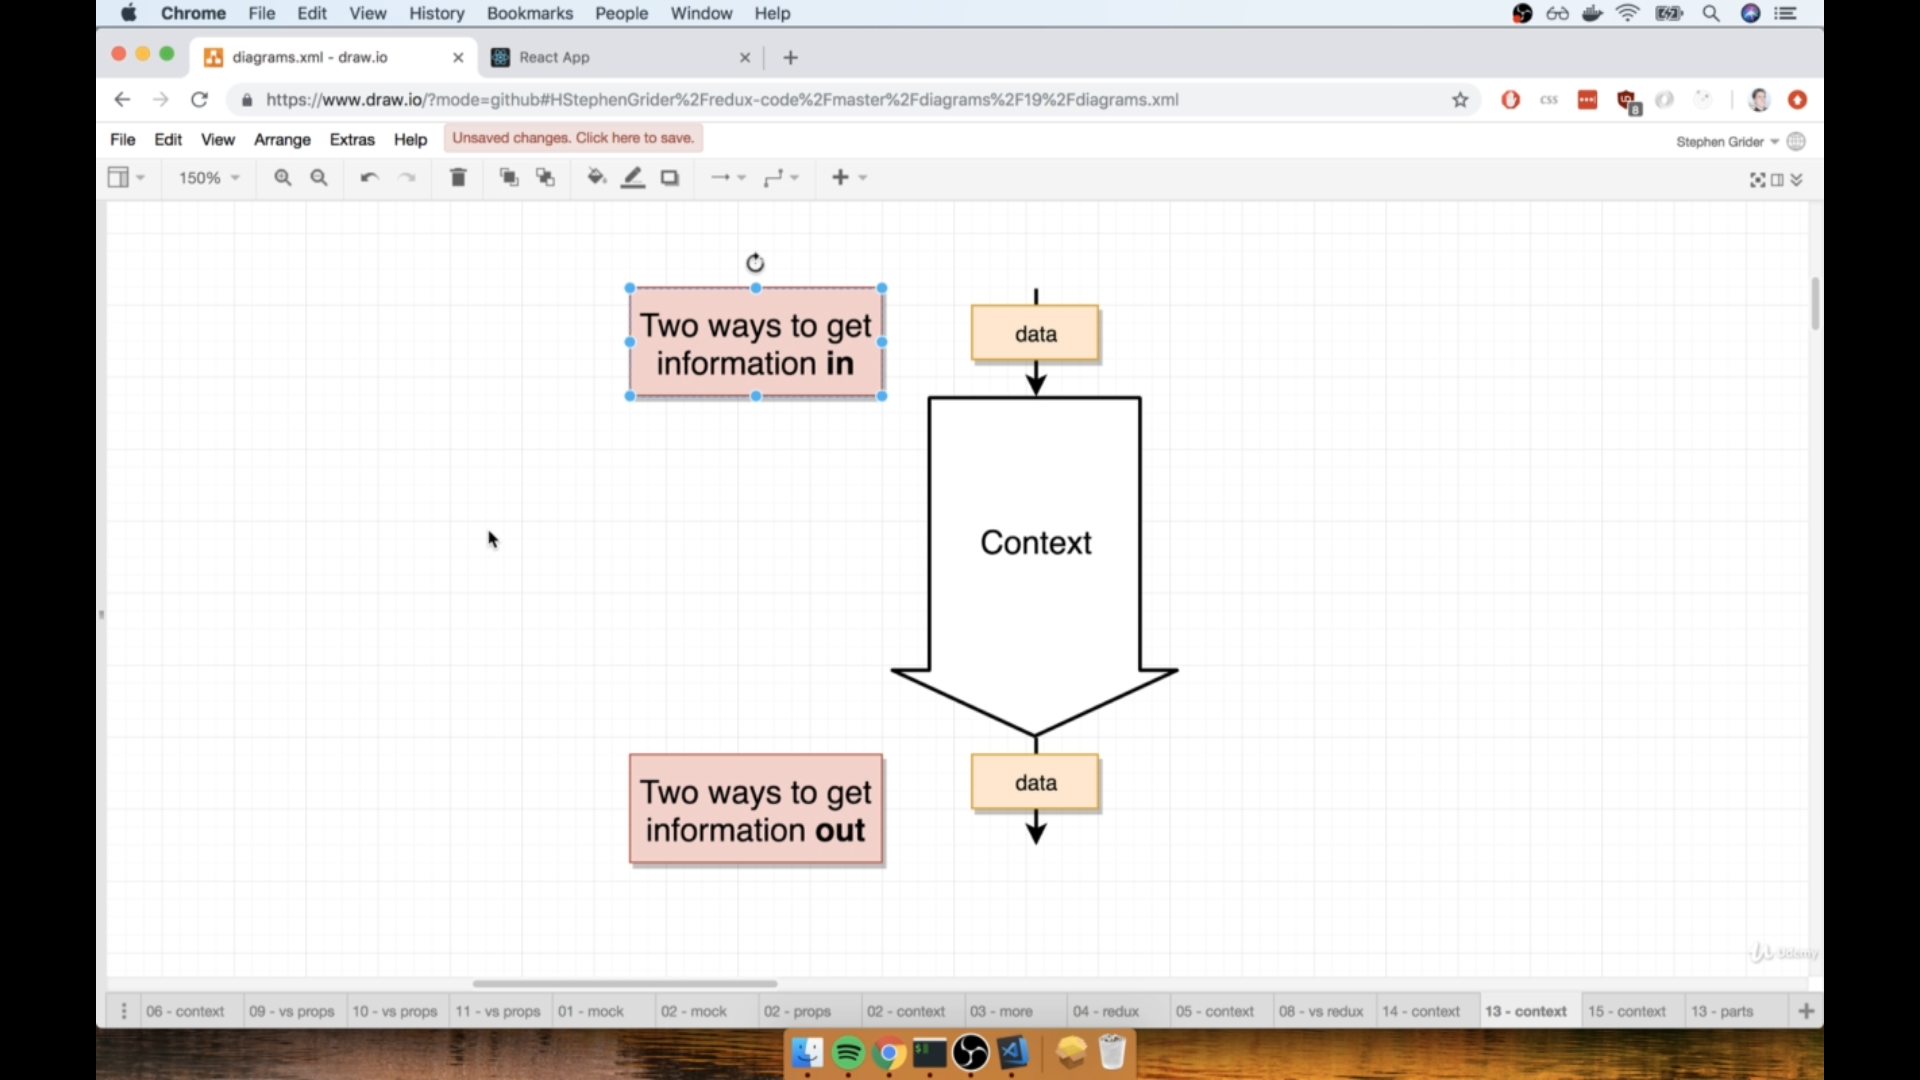 Chrome File Edit View History Bookmarks People Window Help
diagrams.xml - draw.io
React App
https://www.draw.io/?mode=github#HStephenGrider%2Fredux-code%2Fmaster%2Fdiagrams%2F19%2Fdiagrams.xml
CSS
8
File Edit View Arrange Extras Help Unsaved changes. Click here to save.
Stephen Grider
150%
Two ways to get
information in
data
Context
Two ways to get
information out
data
Udemy
06 - context 09 - vs props 10 - vs props 11 - vs props 01 - mock 02 - mock 02 - props 02 - context 03 - more 04 - redux 05 - context 08 - vs redux 14 - context 13 - context 15 - context 13 - parts